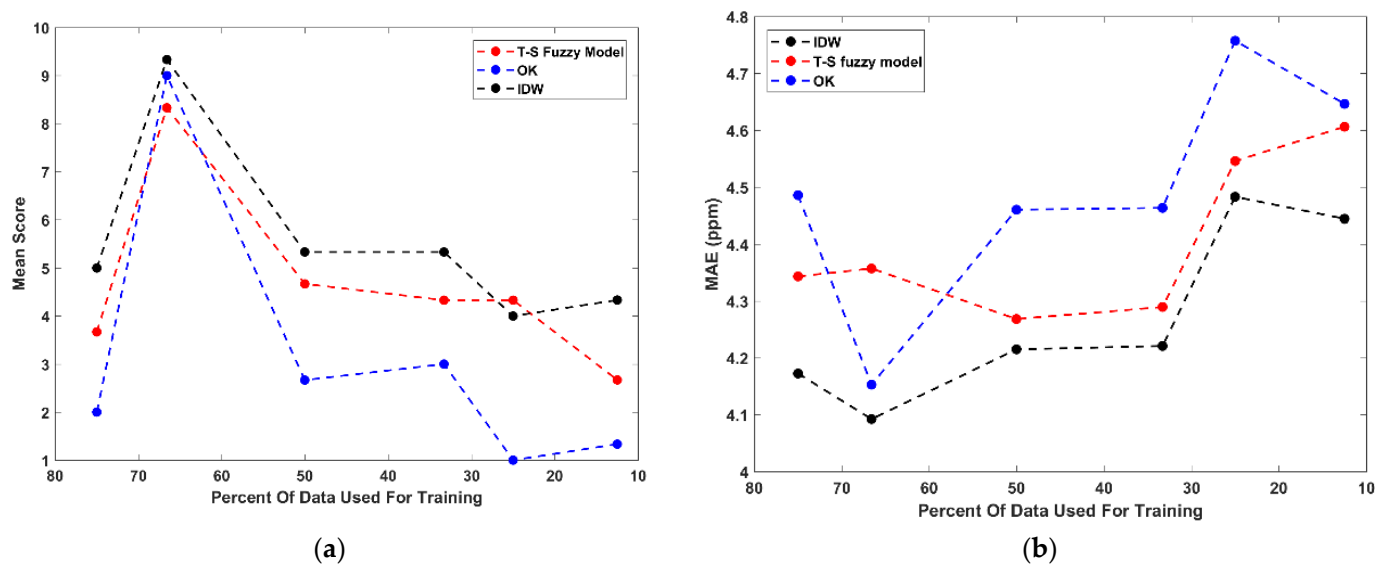 10
9
8
7
6
5
4
3
2
1
Mean Score
80 70 60 50 40 30 20 10
Percent Of Data Used For Training
T-S Fuzzy Model
OK
IDW
(a)
4.8
4.7
4.6
4.5
4.4
4.3
4.2
4.1
4
MAE (ppm)
80 70 60 50 40 30 20 10
Percent Of Data Used For Training
IDW
T-S fuzzy model
OK
(b)